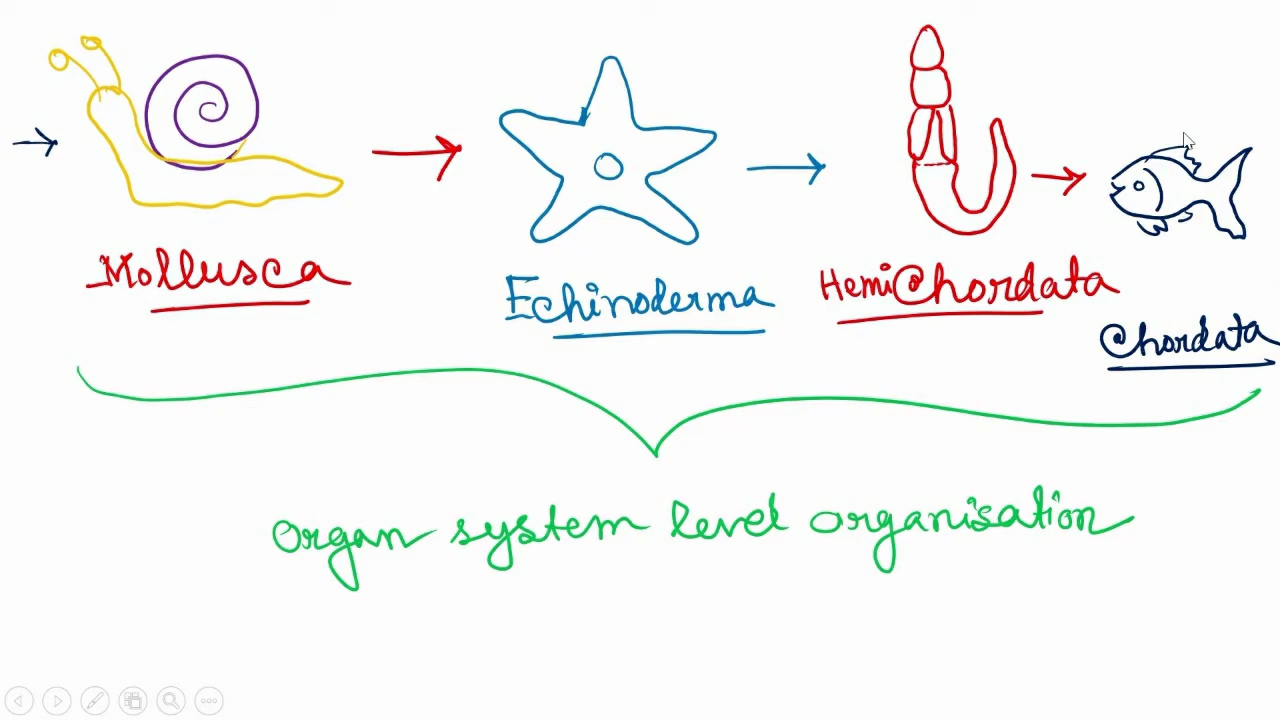 Mollusca
Echinoderma
HemiChordata
Chordata
Organ system level organisation